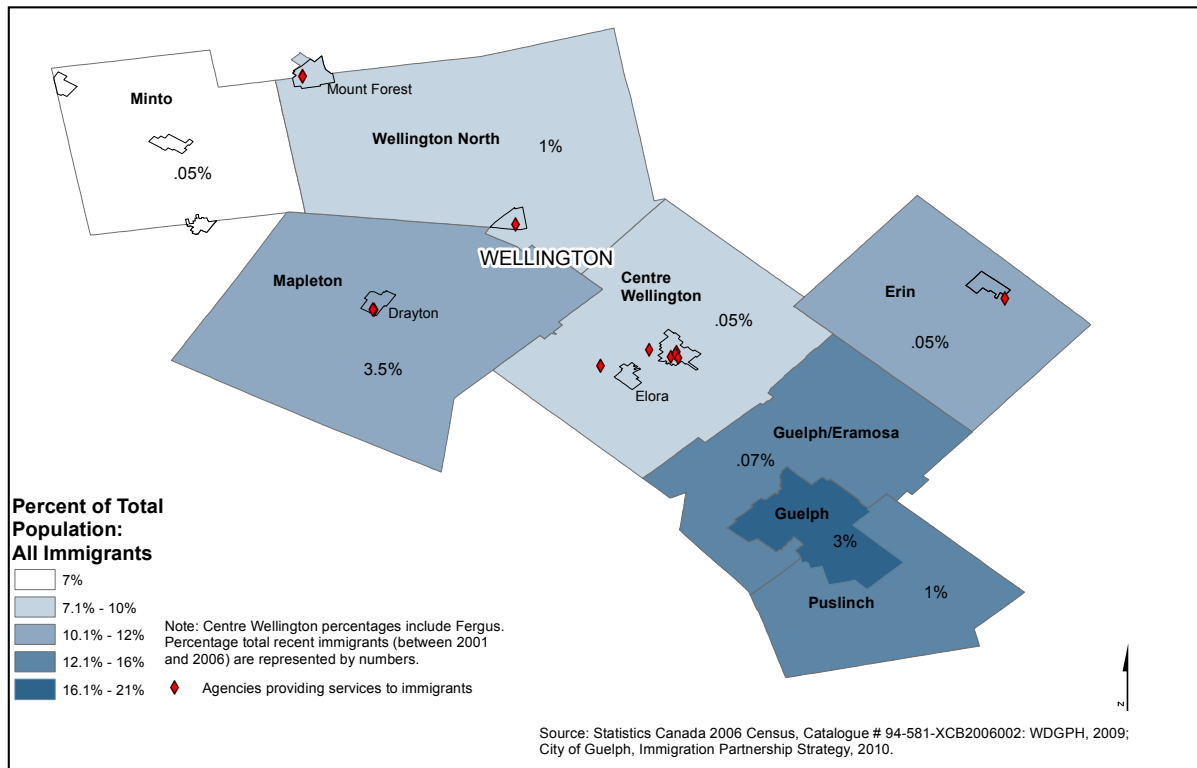 Mount Forest
Minto
Wellington North
1%
.05%
WELLINGTON
Mapleton
Centre
Wellington
Erin
Drayton
.05%
.05%
3.5%
Elora
Guelph/Eramosa
.07%
Guelph
3%
1%
Puslinch
Percent of Total
Population:
All Immigrants
7%
7.1% - 10%
10.1% - 12%
12.1% - 16%
16.1% - 21%
Note: Centre Wellington percentages include Fergus.
Percentage total recent immigrants (between 2001
and 2006) are represented by numbers.
Agencies providing services to immigrants
N
Source: Statistics Canada 2006 Census, Catalogue # 94-581-XCB2006002: WDGPH, 2009;
City of Guelph, Immigration Partnership Strategy, 2010.